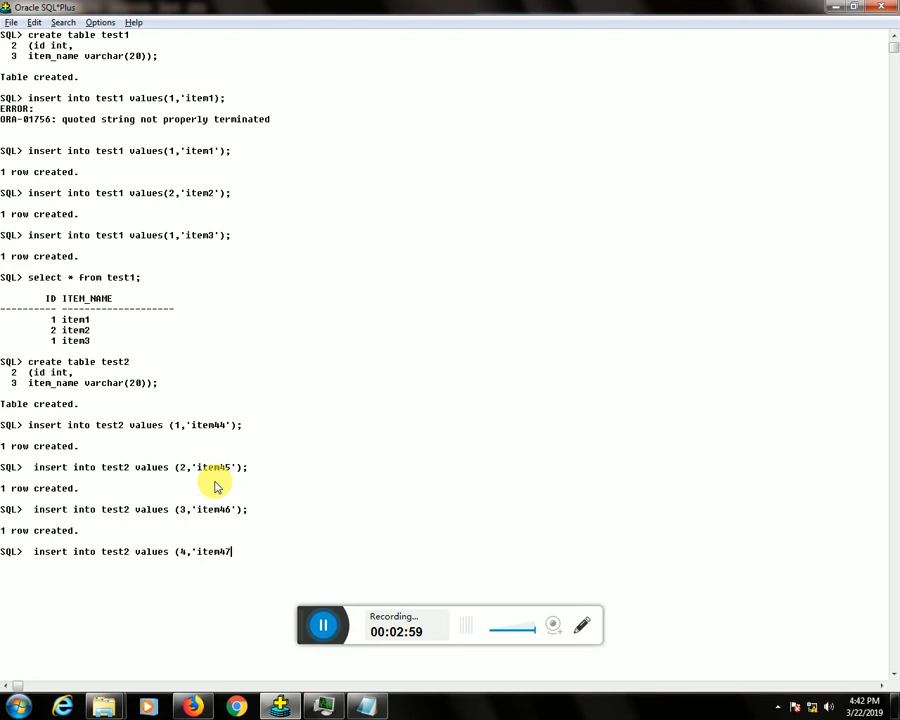 Oracle SQL*Plus
File Edit Search Options Help
SQL> create table test1
2 (id int,
3 item_name varchar(20));
Table created.
SQL> insert into test1 values(1,'item1);
ERROR:
ORA-01756: quoted string not properly terminated
SQL> insert into test1 values(1,'item1');
1 row created.
SQL> insert into test1 values(2,'item2');
1 row created.
SQL> insert into test1 values(1,'item3');
1 row created.
SQL> select * from test1;
ID ITEM_NAME
---------- --------------------
1 item1
2 item2
1 item3
SQL> create table test2
2 (id int,
3 item_name varchar(20));
Table created.
SQL> insert into test2 values (1,'item44');
1 row created.
SQL> insert into test2 values (2,'item45');
1 row created.
SQL> insert into test2 values (3,'item46');
1 row created.
SQL> insert into test2 values (4,'item47
Recording...
00:02:59
4:42 PM
3/22/2019